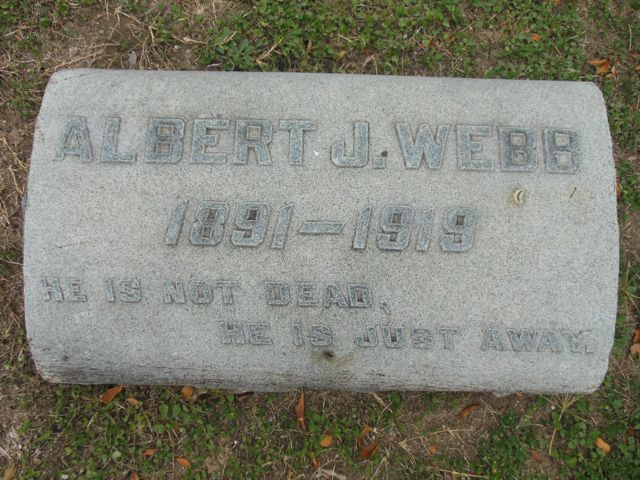 ALBERT J. WEBB
1891-1919
HE IS NOT DEAD,
HE IS JUST AWAY.